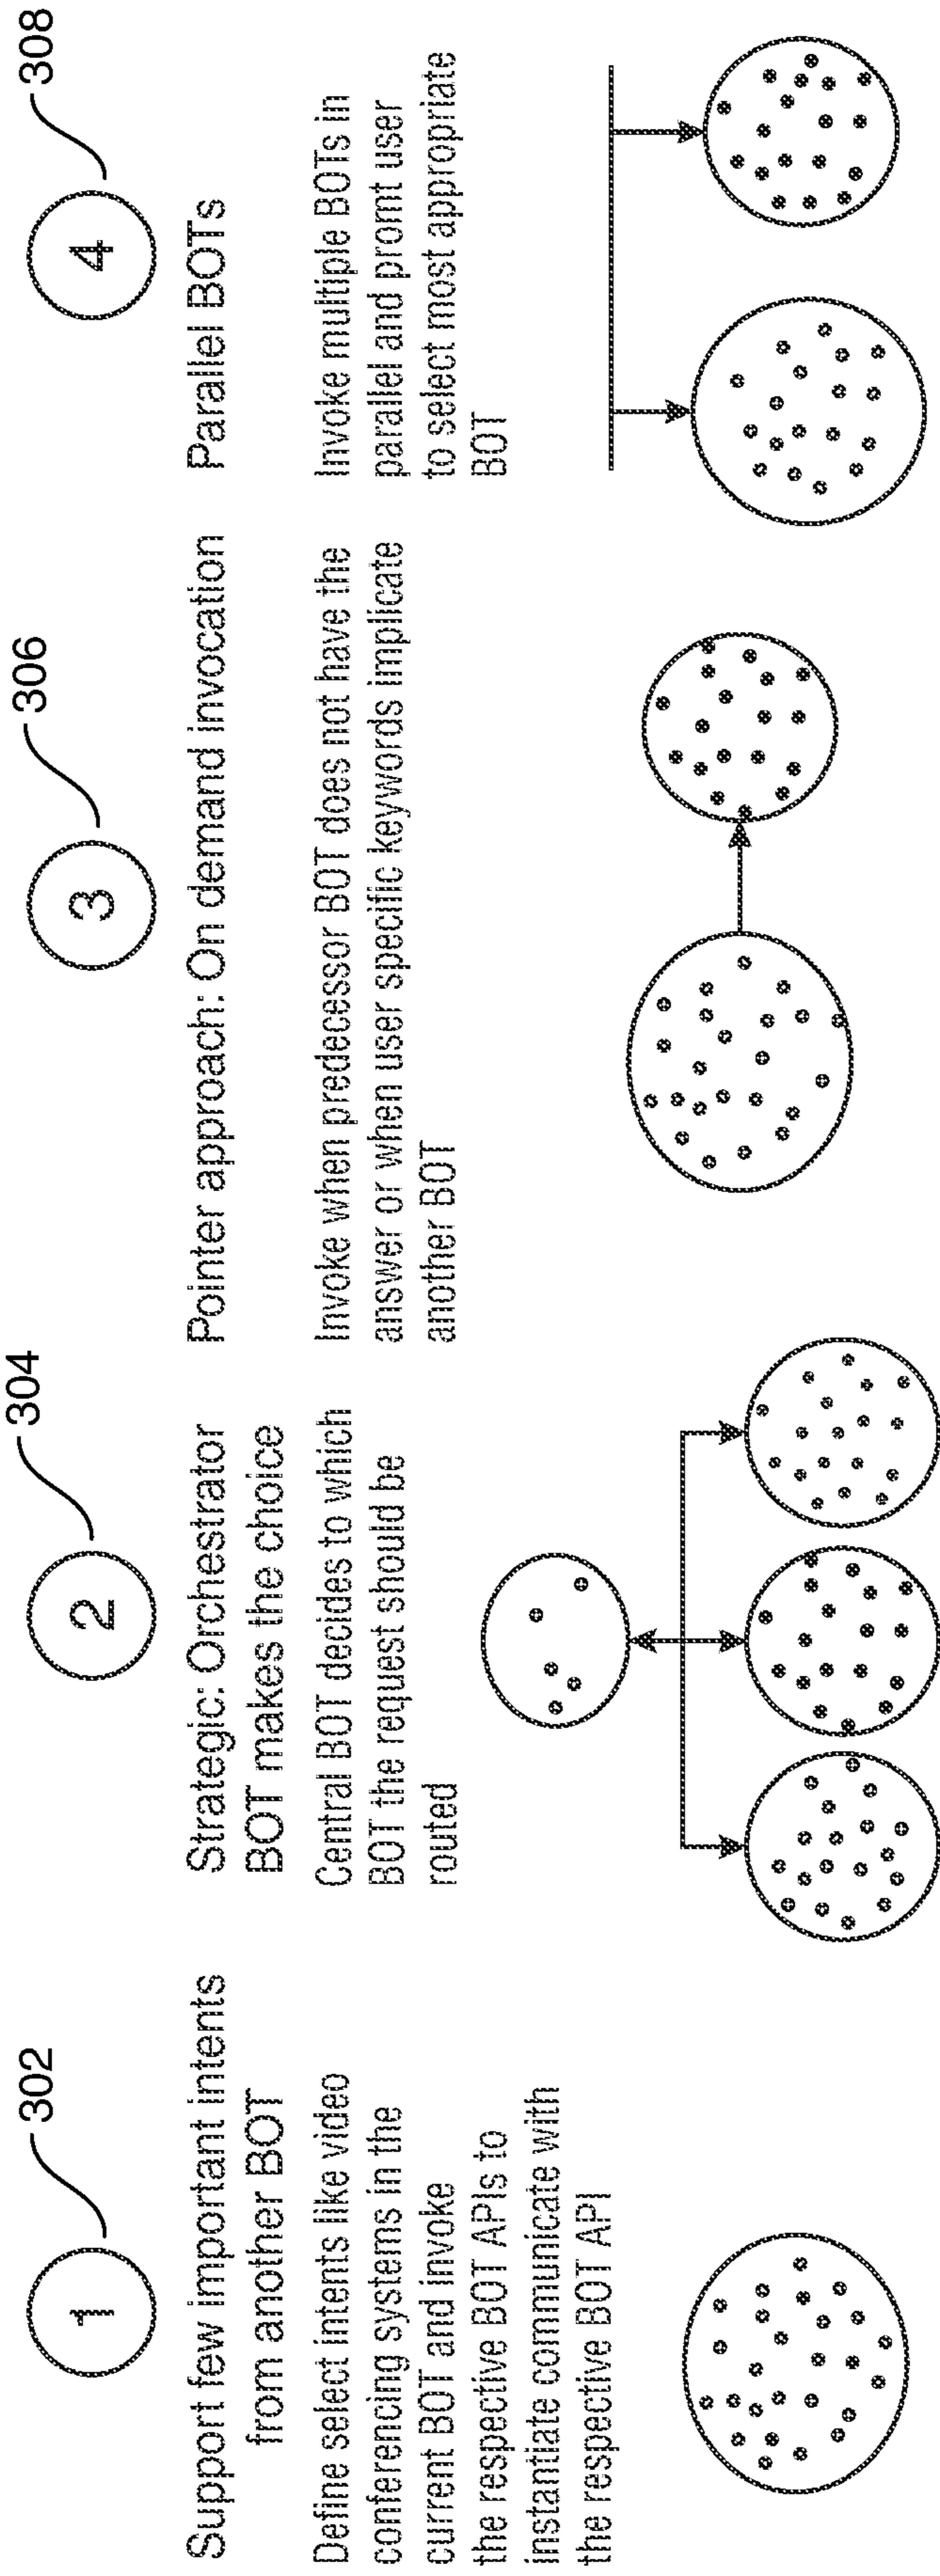 302
1
Support few important intents
from another BOT
Define select intents like video
conferencing systems in the
current BOT and invoke
the respective BOT APIs to
instantiate communicate with
the respective BOT API
304
2
Strategic: Orchestrator
BOT makes the choice
Central BOT decides to which
BOT the request should be
routed
306
3
Pointer approach: On demand invocation
Invoke when predecessor BOT does not have the
answer or when user specific keywords implicate
another BOT
308
4
Parallel BOTs
Invoke multiple BOTs in
parallel and promt user
to select most appropriate
BOT